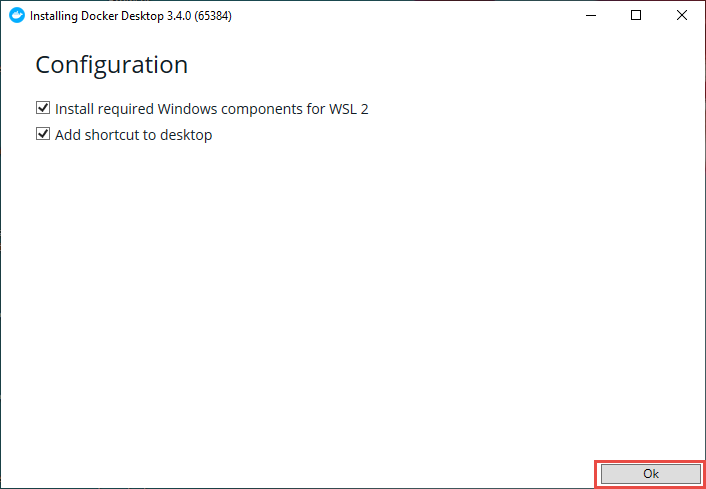 Installing Docker Desktop 3.4.0 (65384)
Configuration
Install required Windows components for WSL 2
Add shortcut to desktop
Ok